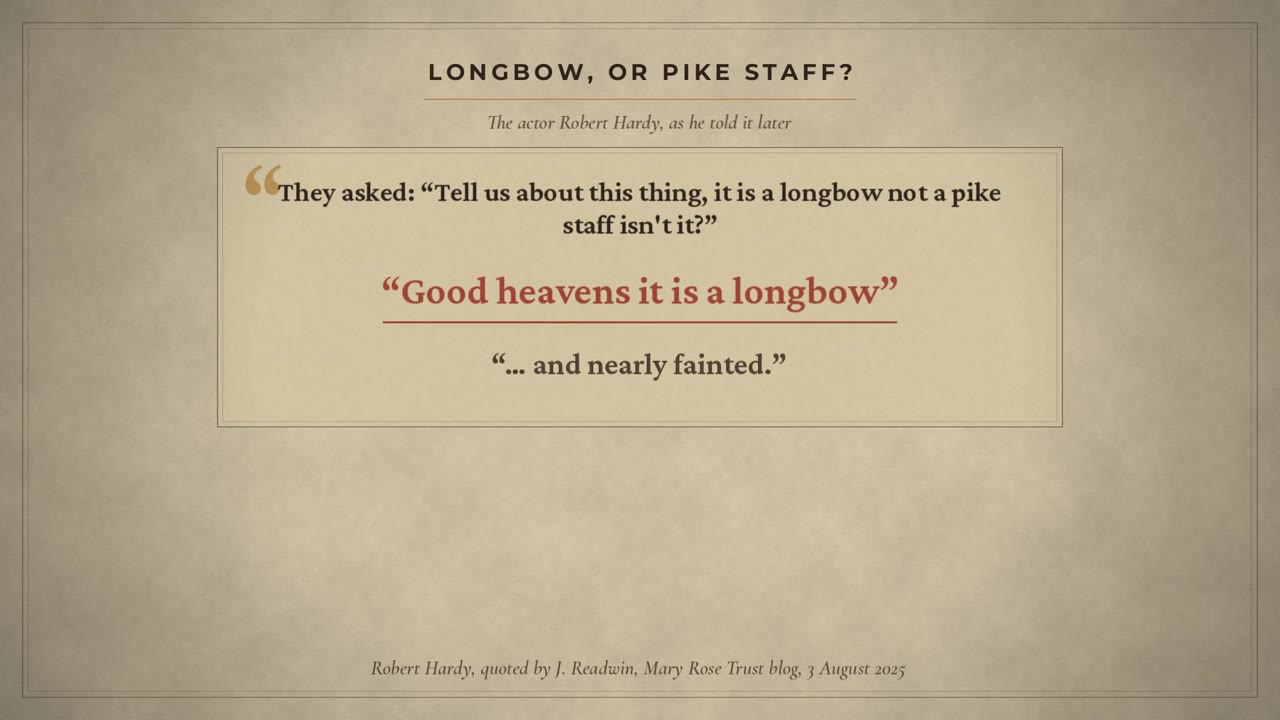 LONGBOW, OR PIKE STAFF?
The actor Robert Hardy, as he told it later
“They asked: “Tell us about this thing, it is a longbow not a pike
staff isn't it?”
“Good heavens it is a longbow”
“... and nearly fainted.”
Robert Hardy, quoted by J. Readwin, Mary Rose Trust blog, 3 August 2025